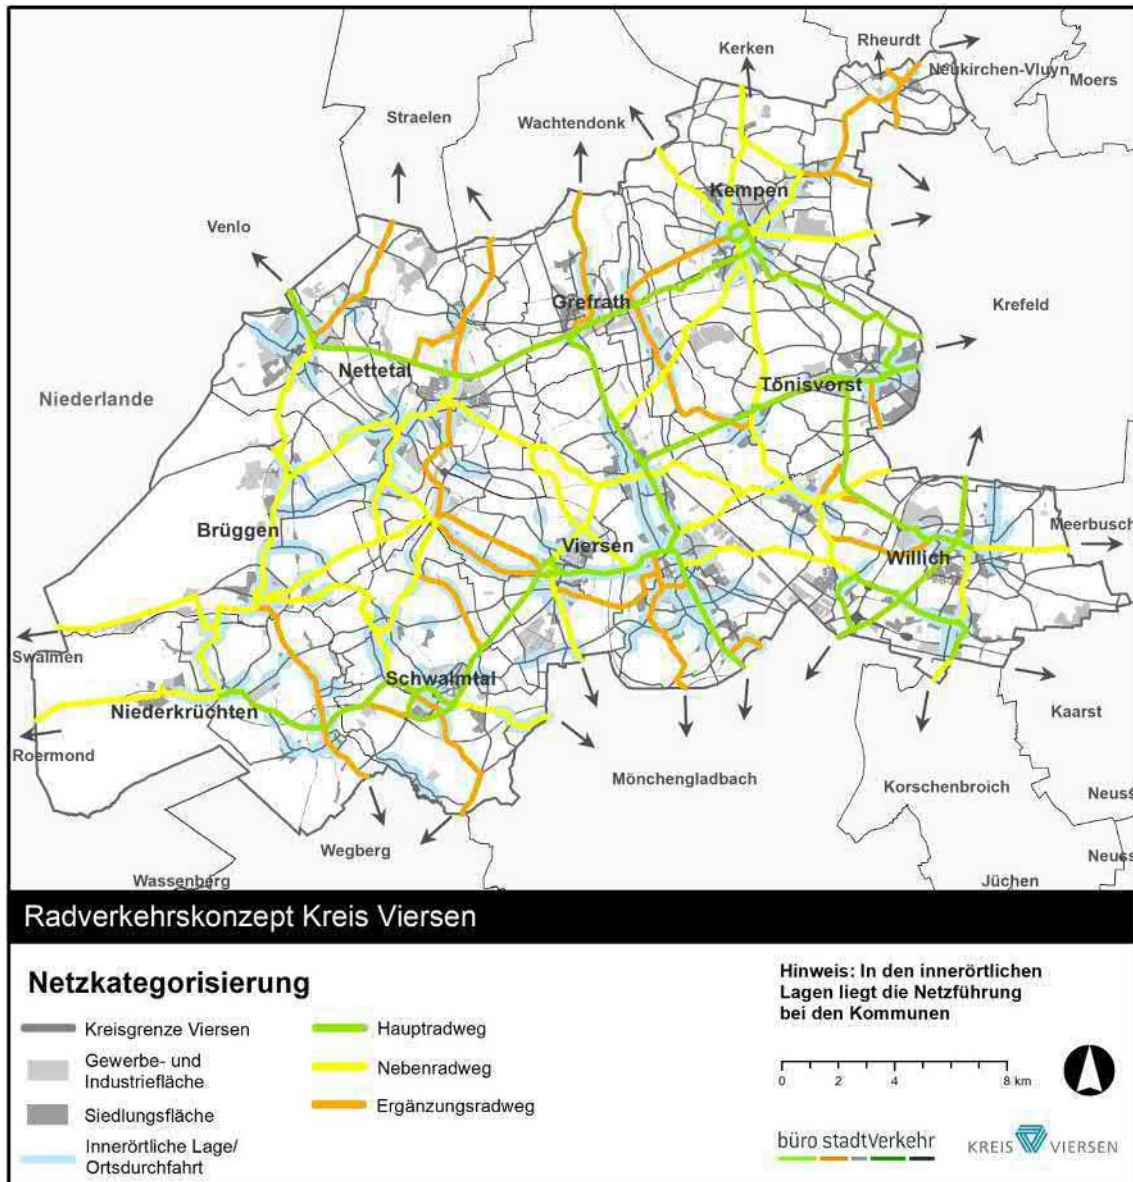 Rheurdt
Kerken
Neukirchen-Vluyn
Moers
Straelen
Wachtendonk
Kempen
Venlo
Grefrath
Krefeld
Nettetal
Tönisvorst
Niederlande
Brüggen
Viersen
Meerbusch
Willich
Swalmen
Schwalmtal
Niederkrüchten
Kaarst
Roermond
Mönchengladbach
Korschenbroich
Neuss
Wegberg
Neuss
Wassenberg
Jüchen
Radverkehrskonzept Kreis Viersen
Netzkategorisierung
Kreisgrenze Viersen
Gewerbe- und
Industriefläche
Siedlungsfläche
Innerörtliche Lage/
Ortsdurchfahrt
Hauptradweg
Nebenradweg
Ergänzungsradweg
Hinweis: In den innerörtlichen
Lagen liegt die Netzführung
bei den Kommunen
0 2 4 8 km
büro stadtVerkehr
KREIS VIERSEN